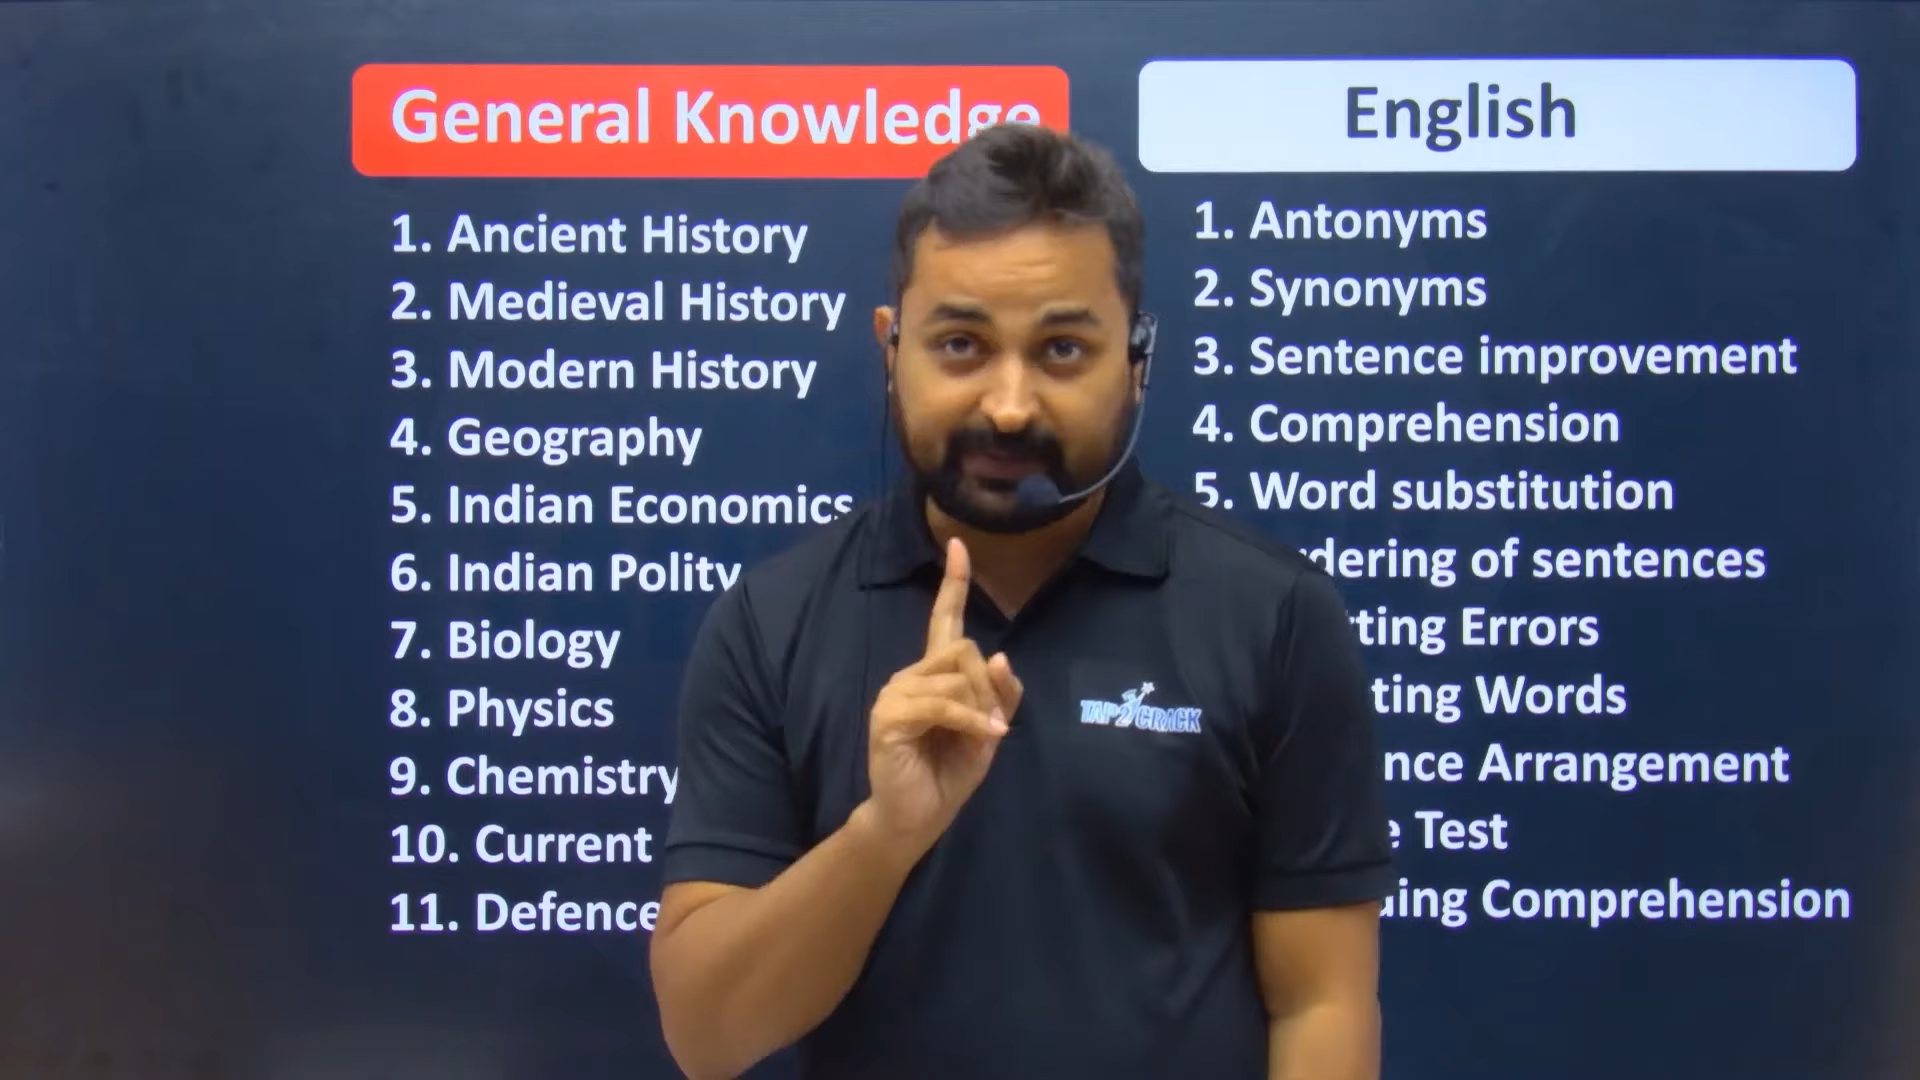 General Knowledge
1. Ancient History
2. Medieval History
3. Modern History
4. Geography
5. Indian Economics
6. Indian Polity
7. Biology
8. Physics
9. Chemistry
10. Current
11. Defence
English
1. Antonyms
2. Synonyms
3. Sentence improvement
4. Comprehension
5. Word substitution
of sentences
Errors
Words
Arrangement
Test
Comprehension
TAP2CRACK